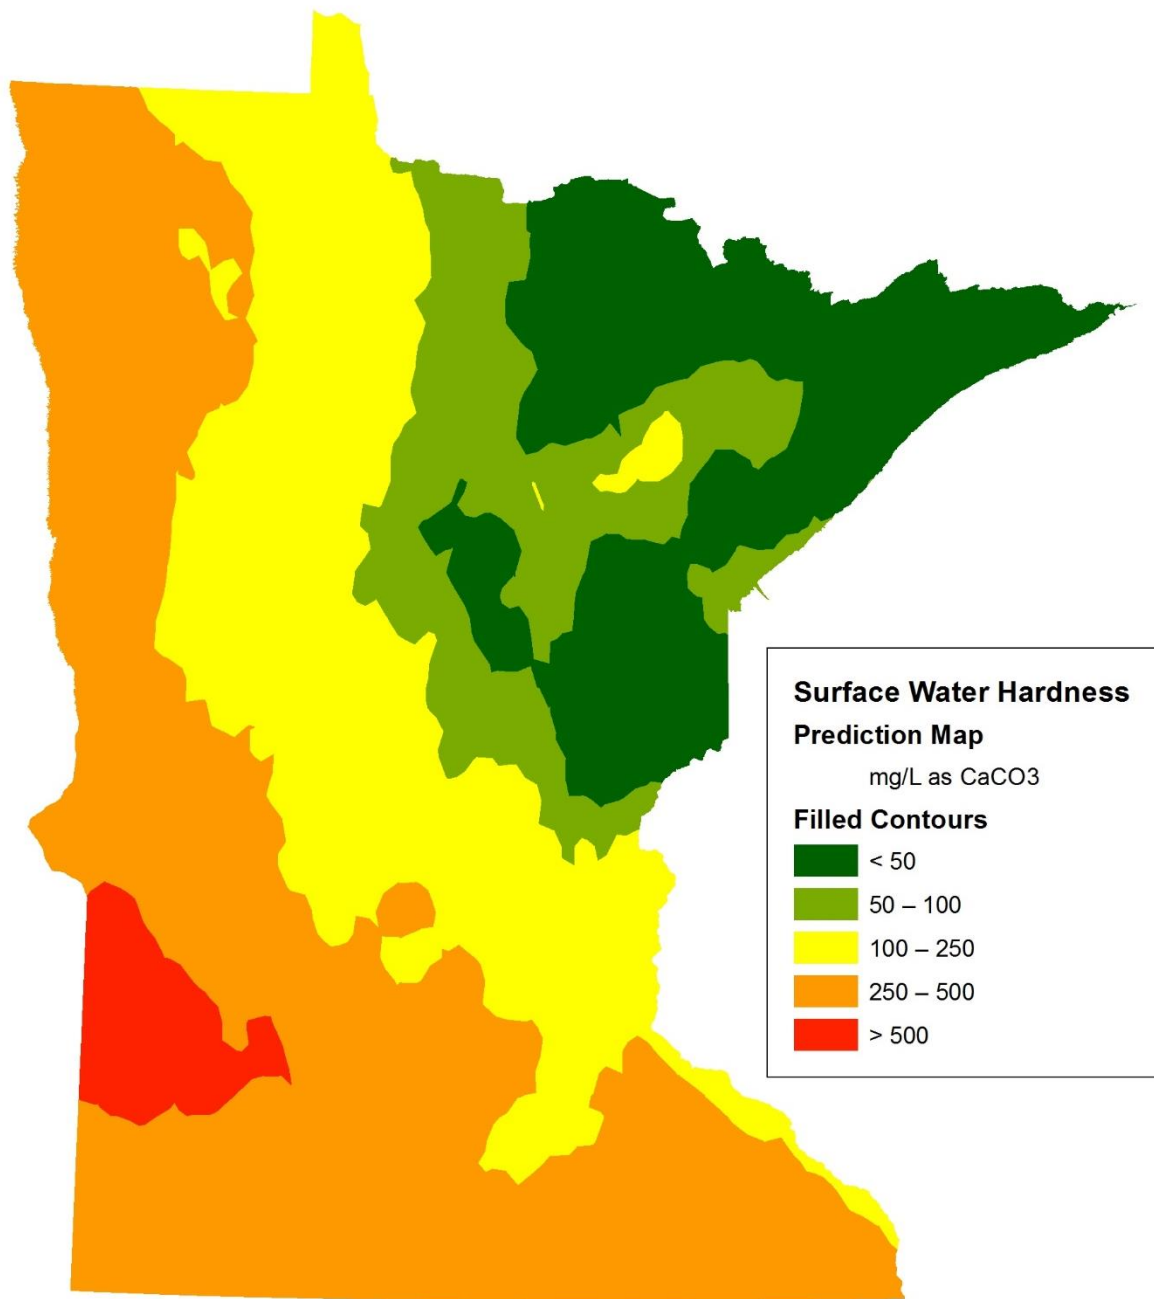 Surface Water Hardness
Prediction Map
mg/L as CaCO3
Filled Contours
< 50
50 – 100
100 – 250
250 – 500
> 500